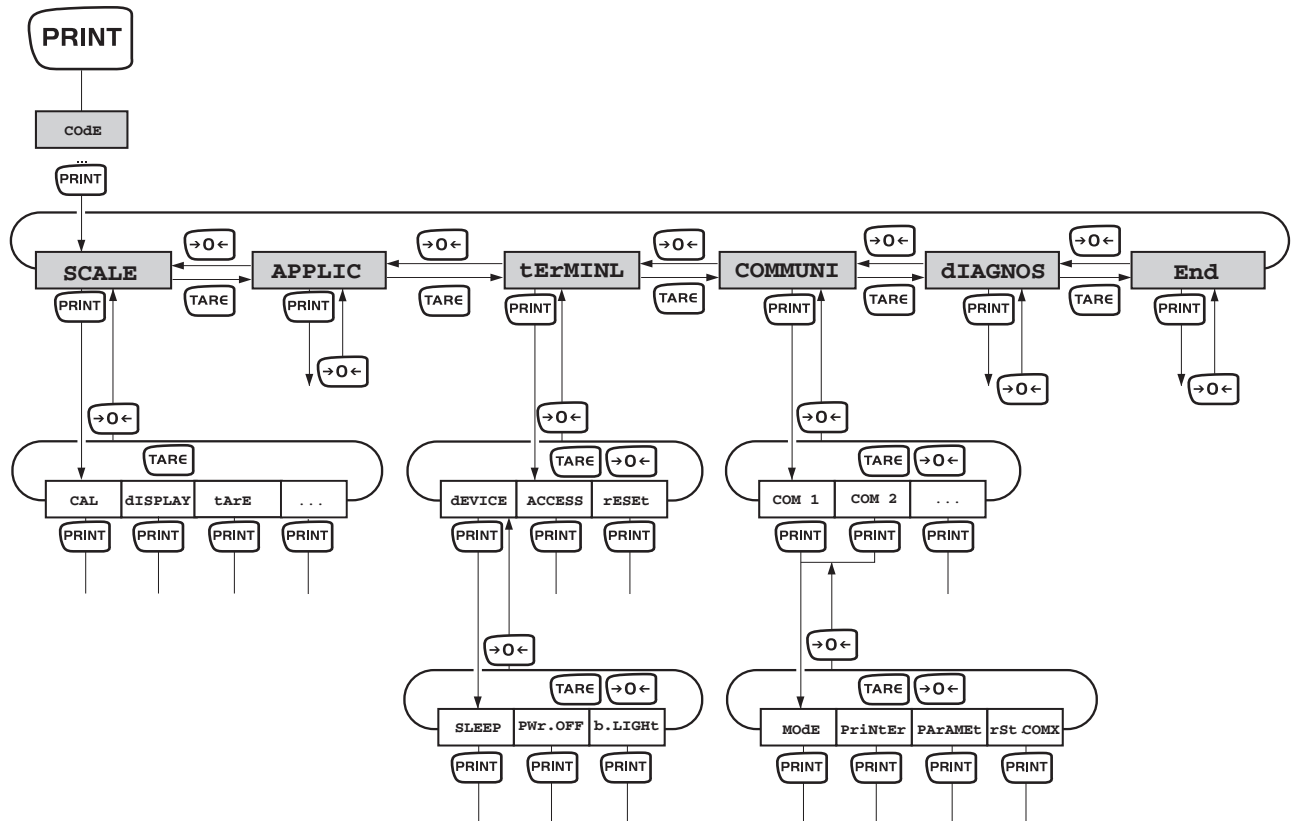 PRINT
COdE
...
PRINT
→0← →0← →0← →0← →0←
SCALE APPLIC tErMINL COMMUNI dIAGNOS End
TARE TARE TARE TARE TARE
PRINT PRINT PRINT PRINT PRINT PRINT
→0← →0← →0←
→0← →0← →0←
TARE TARE →0← TARE →0←
CAL dISPLAY tArE ... dEVICE ACCESS rESEt COM 1 COM 2 ...
PRINT PRINT PRINT PRINT PRINT PRINT PRINT PRINT PRINT PRINT
→0← →0←
TARE →0← TARE →0←
SLEEP PWr.OFF b.LIGHt MOdE PriNtEr PArAMEt rSt COMX
PRINT PRINT PRINT PRINT PRINT PRINT PRINT